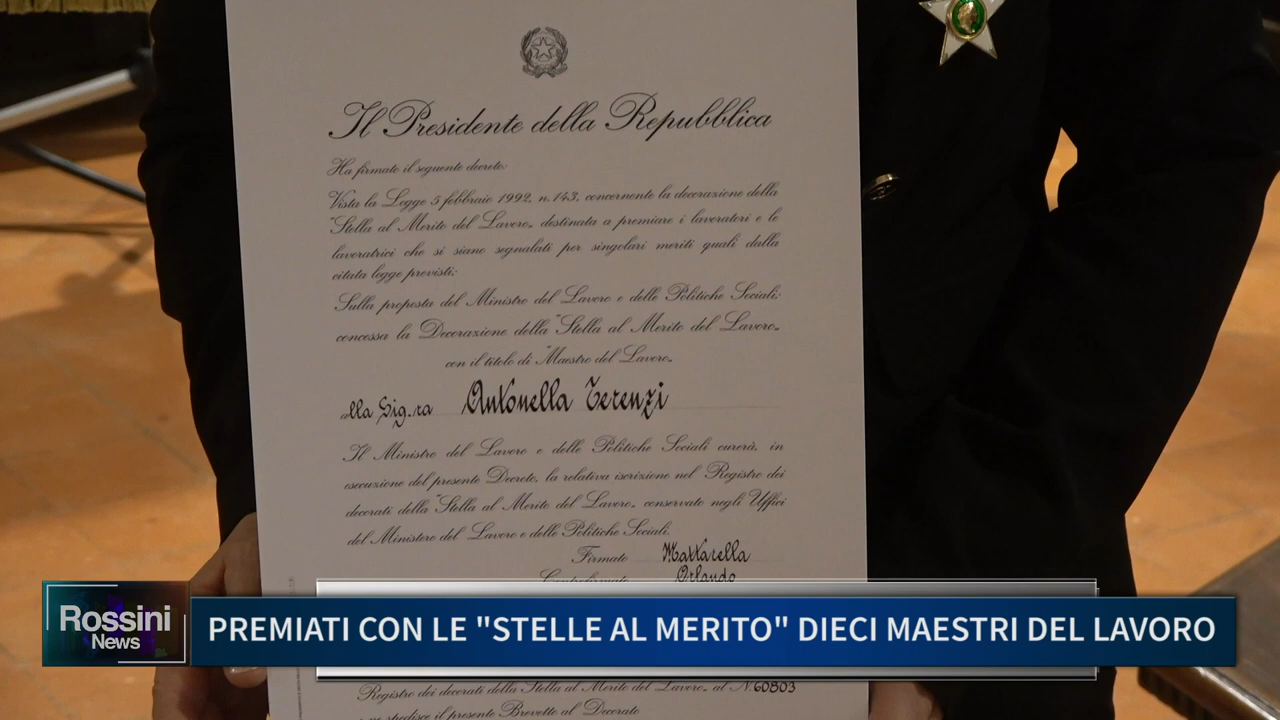 Il Presidente della Repubblica
Ha firmato il seguente decreto:
Vista la Legge 5 febbraio 1992, n. 143, concernente la decorazione della
"Stella al Merito del Lavoro„ destinata a premiare i lavoratori e le
lavoratrici che si siano segnalati per singolari meriti quali dalla
citata legge previsti;
Sulla proposta del Ministro del Lavoro e delle Politiche Sociali;
concessa la Decorazione della "Stella al Merito del Lavoro„
con il titolo di "Maestro del Lavoro„
alla Sig.ra Antonella Terenzi
Il Ministro del Lavoro e delle Politiche Sociali curerà, in
esecuzione del presente Decreto, la relativa iscrizione nel Registro dei
decorati della "Stella al Merito del Lavoro„ conservato negli Uffici
del Ministero del Lavoro e delle Politiche Sociali.
Firmato Mattarella
Controfirmato Orlando
Rossini
News
PREMIATI CON LE "STELLE AL MERITO" DIECI MAESTRI DEL LAVORO
Registro dei decorati della Stella al Merito del Lavoro„ al N. 60803
spedisce il presente Brevetto al Decorato